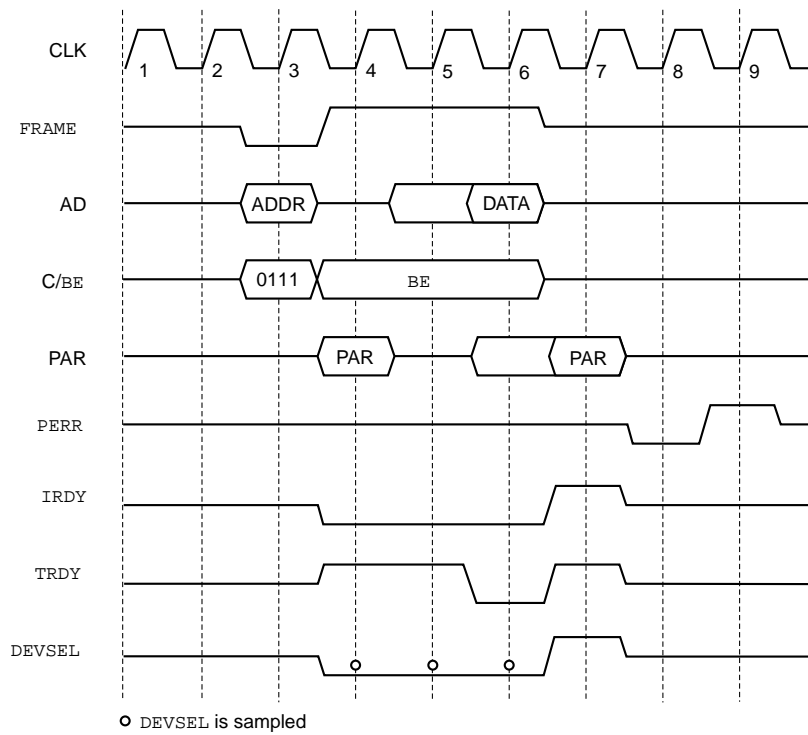 CLK
1 2 3 4 5 6 7 8 9
FRAME
AD ADDR DATA
C/BE 0111 BE
PAR PAR PAR
PERR
IRDY
TRDY
DEVSEL
DEVSEL is sampled